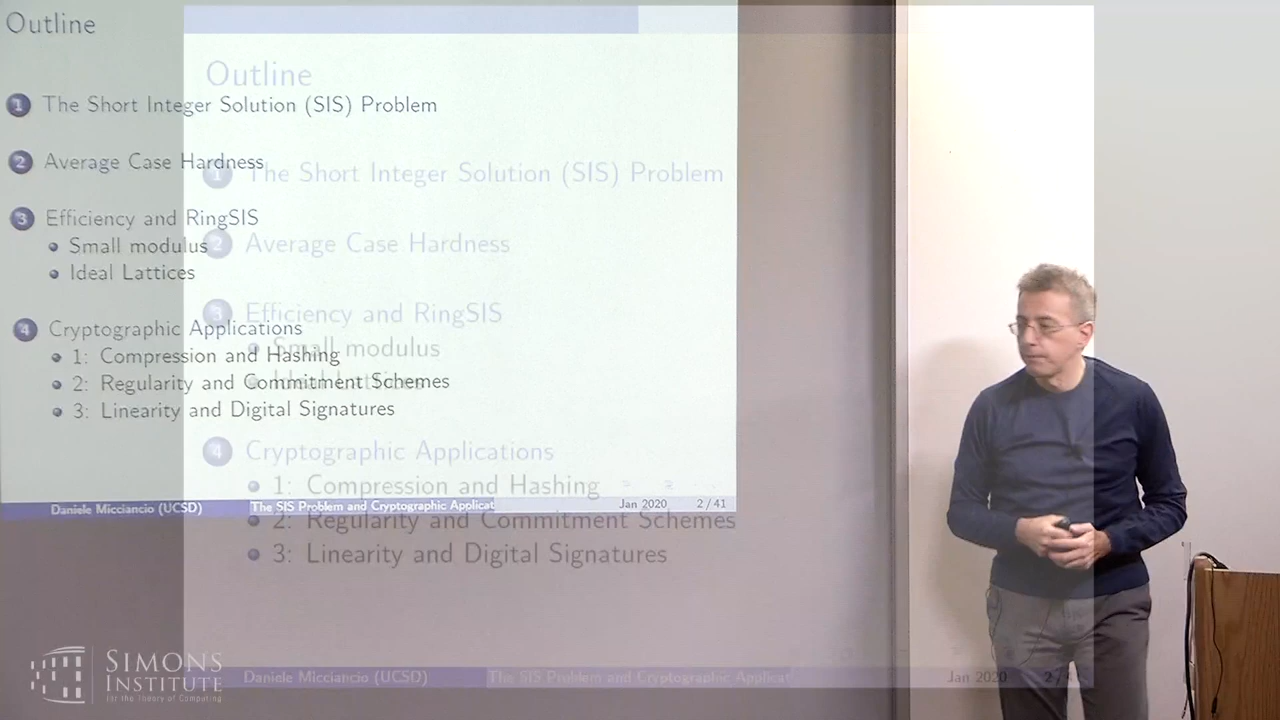 Outline
1 The Short Integer Solution (SIS) Problem
2 Average Case Hardness
3 Efficiency and RingSIS
Small modulus
Ideal Lattices
4 Cryptographic Applications
1: Compression and Hashing
2: Regularity and Commitment Schemes
3: Linearity and Digital Signatures
Daniele Micciancio (UCSD) The SIS Problem and Cryptographic Applicat Jan 2020 2 / 41
Outline
1 The Short Integer Solution (SIS) Problem
2 Average Case Hardness
3 Efficiency and RingSIS
Small modulus
4 Cryptographic Applications
1: Compression and Hashing
2: Regularity and Commitment Schemes
3: Linearity and Digital Signatures
Daniele Micciancio (UCSD) The SIS Problem and Cryptographic Applicat Jan 2020
SIMONS
INSTITUTE
for the Theory of Computing